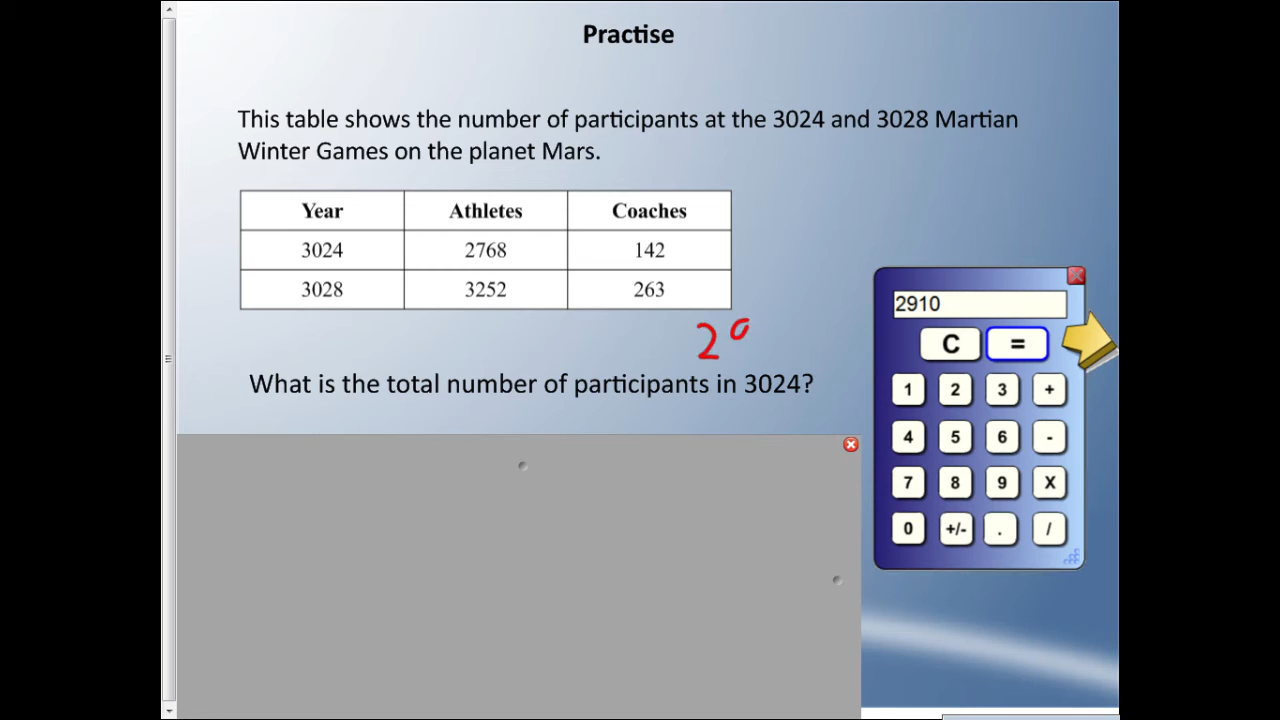 Practise
This table shows the number of participants at the 3024 and 3028 Martian
Winter Games on the planet Mars.
Year Athletes Coaches
3024 2768 142
3028 3252 263
2910
2
What is the total number of participants in 3024?
C =
1 2 3 +
4 5 6 -
7 8 9 X
0 +/- . /